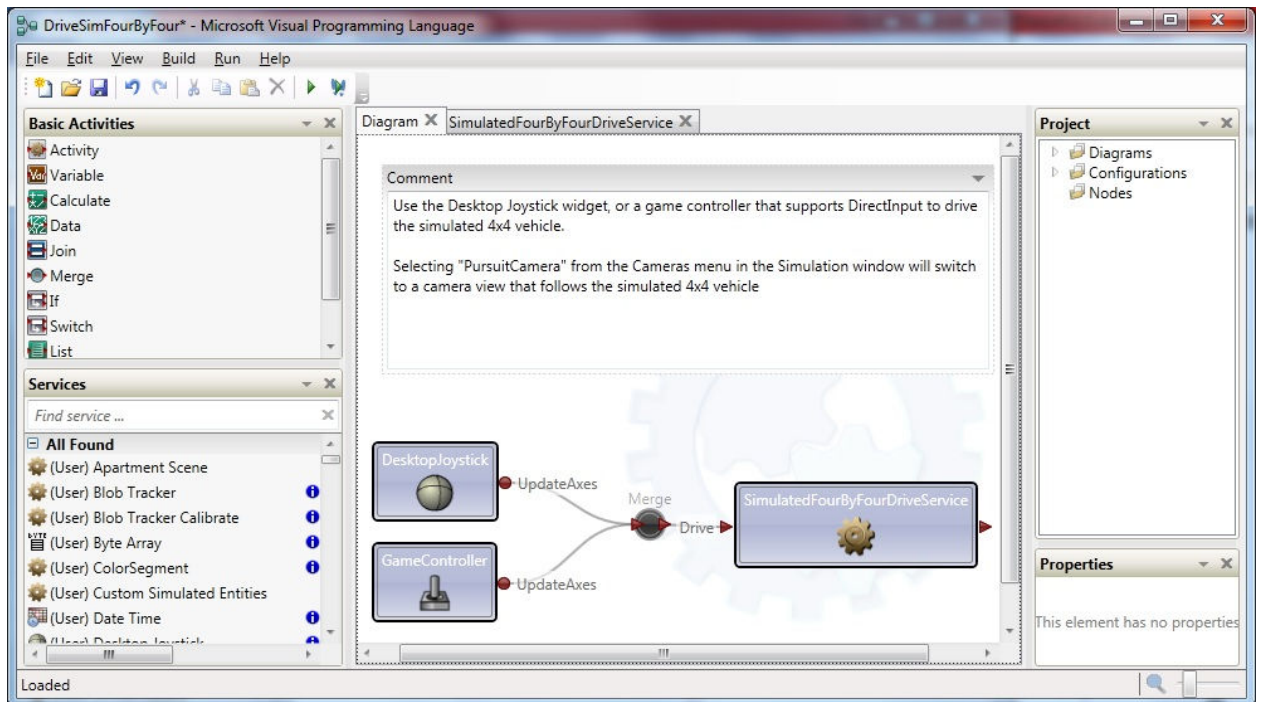 DriveSimFourByFour* - Microsoft Visual Programming Language
File Edit View Build Run Help
Basic Activities
Activity
Variable
Calculate
Data
Join
Merge
If
Switch
List
Services
Find service ...
All Found
(User) Apartment Scene
(User) Blob Tracker
(User) Blob Tracker Calibrate
(User) Byte Array
(User) ColorSegment
(User) Custom Simulated Entities
(User) Date Time
(User) Desktop Joystick
Diagram
SimulatedFourByFourDriveService
Comment
Use the Desktop Joystick widget, or a game controller that supports DirectInput to drive
the simulated 4x4 vehicle.
Selecting "PursuitCamera" from the Cameras menu in the Simulation window will switch
to a camera view that follows the simulated 4x4 vehicle
DesktopJoystick
UpdateAxes
GameController
UpdateAxes
Merge
Drive
SimulatedFourByFourDriveService
Project
Diagrams
Configurations
Nodes
Properties
This element has no properties
Loaded